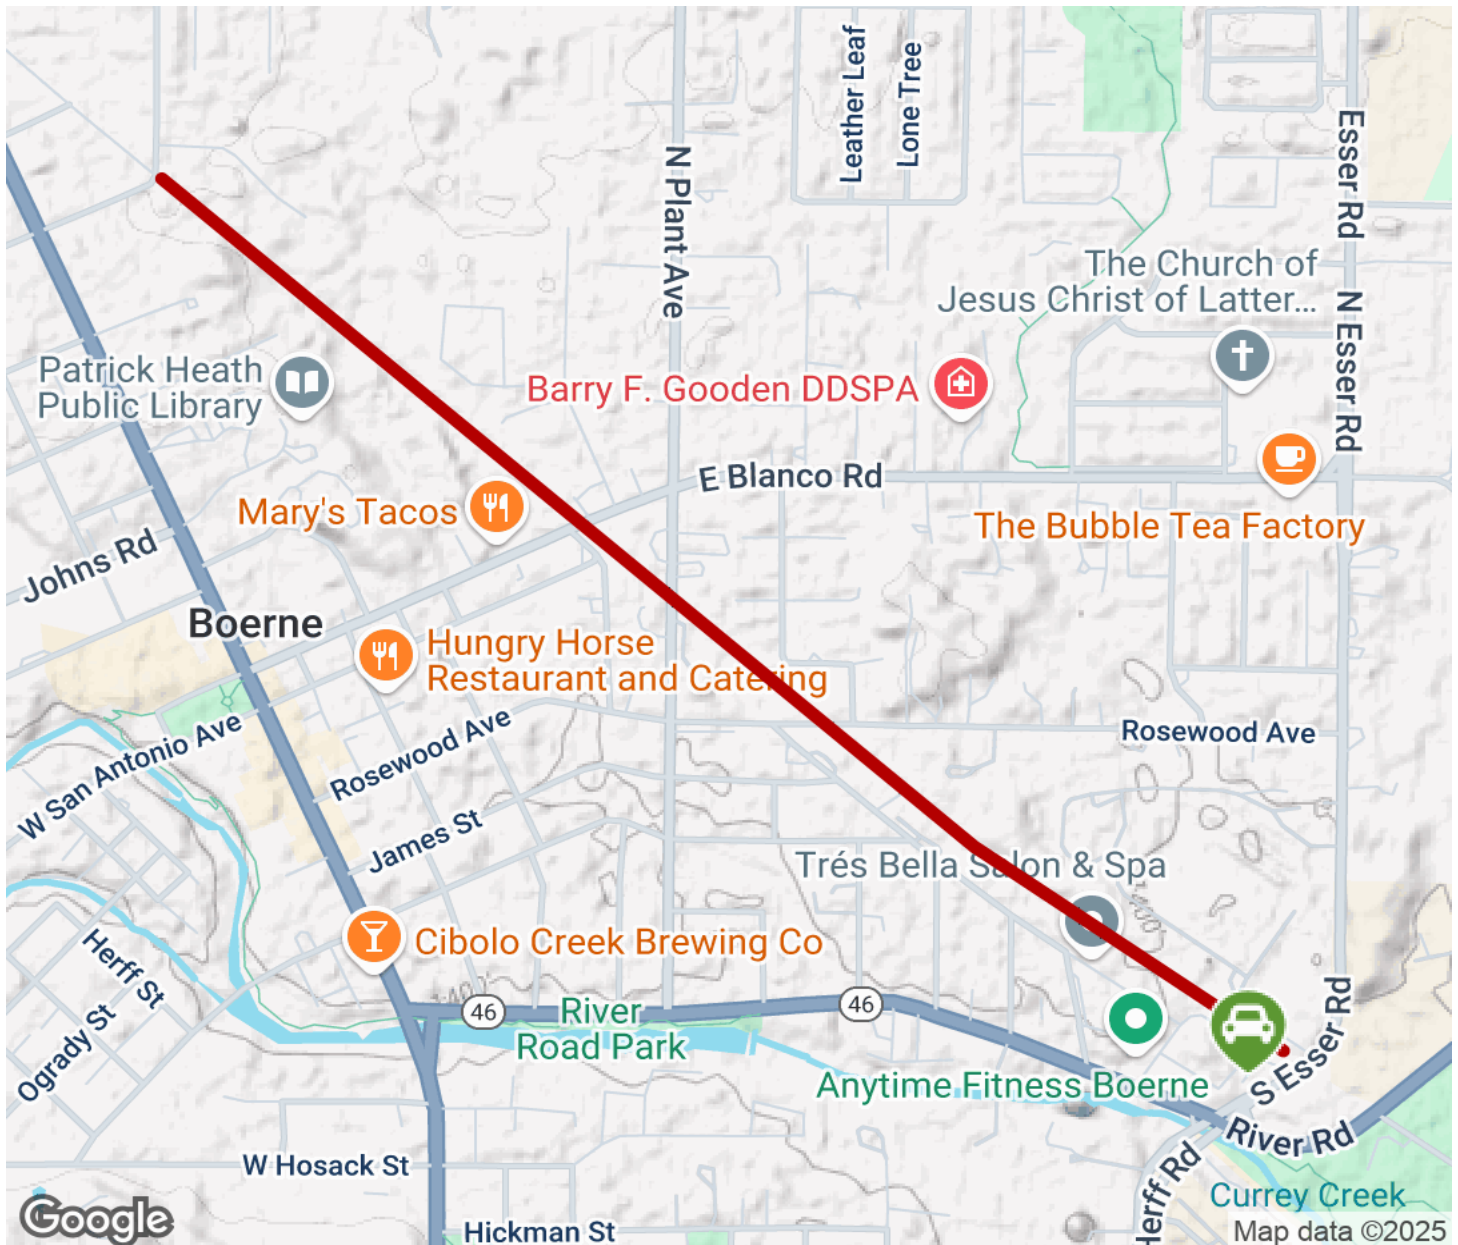 Leather Leaf
Lone Tree
Esser Rd
N Plant Ave
The Church of
Jesus Christ of Latter...
N Esser Rd
Patrick Heath
Public Library
Barry F. Gooden DDSPA
E Blanco Rd
Mary's Tacos
The Bubble Tea Factory
Johns Rd
Boerne
Hungry Horse
Restaurant and Catering
Rosewood Ave
Rosewood Ave
W San Antonio Ave
James St
Trés Bella Salon & Spa
Cibolo Creek Brewing Co
Herff St
46
46
River
Road Park
Ogrady St
S Esser Rd
Anytime Fitness Boerne
River Rd
W Hosack St
Herff Rd
Currey Creek
Google
Hickman St
Map data ©2025